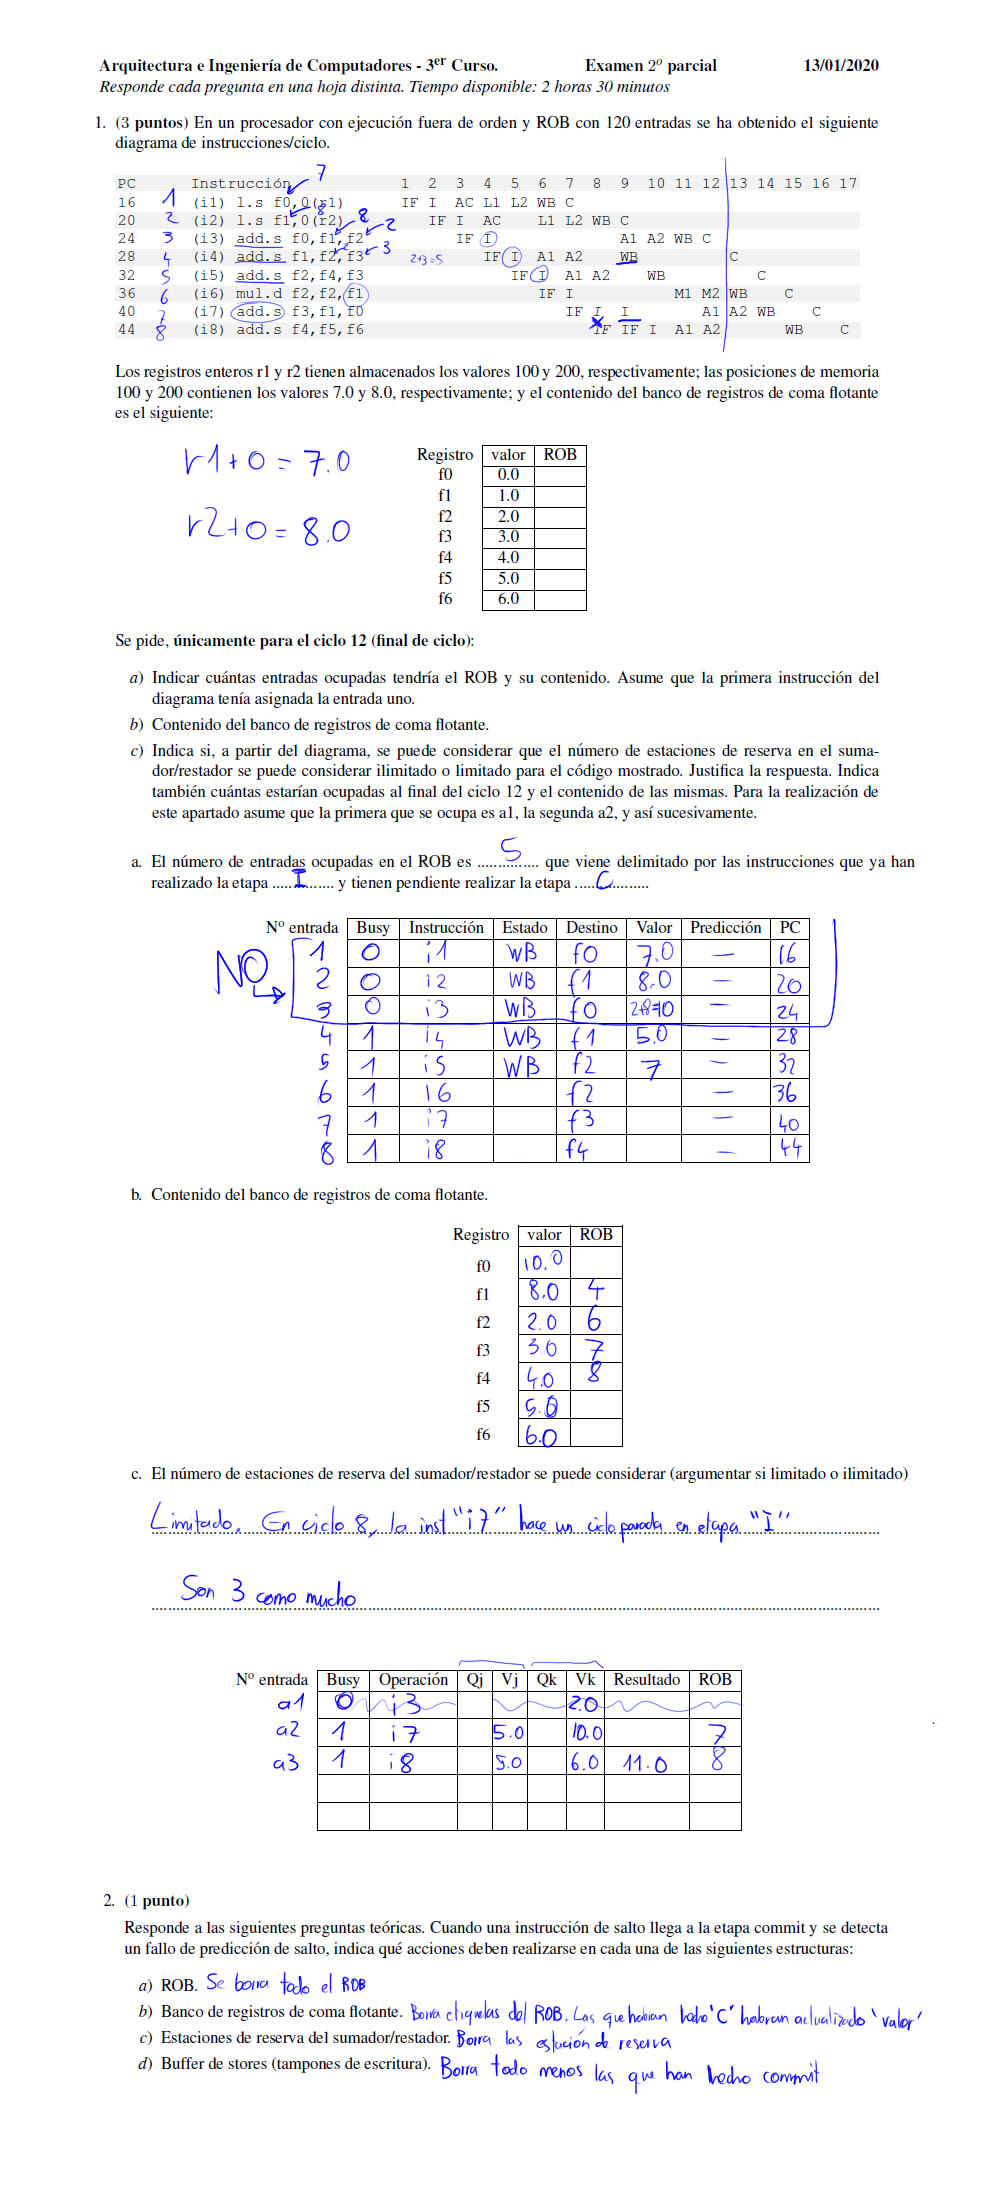 Arquitectura e Ingeniería de Computadores - 3er Curso. Examen 2º parcial 13/01/2020
Responde cada pregunta en una hoja distinta. Tiempo disponible: 2 horas 30 minutos
1. (3 puntos) En un procesador con ejecución fuera de orden y ROB con 120 entradas se ha obtenido el siguiente
diagrama de instrucciones/ciclo.
7
PC Instrucción 1 2 3 4 5 6 7 8 9 10 11 12 13 14 15 16 17
16 1 (i1) l.s f0,0(r1) IF I AC L1 L2 WB C
20 2 (i2) l.s f1,0(r2) 8 IF I AC L1 L2 WB C
24 3 (i3) add.s f0,f1,f2 8 2 IF I A1 A2 WB C
28 4 (i4) add.s f1,f2,f3 2 3 2+3=5 IF I A1 A2 WB C
32 5 (i5) add.s f2,f4,f3 IF I A1 A2 WB C
36 6 (i6) mul.d f2,f2,f1 IF I M1 M2 WB C
40 7 (i7) add.s f3,f1,f0 IF I I A1 A2 WB C
44 8 (i8) add.s f4,f5,f6 IF IF I A1 A2 WB C
Los registros enteros r1 y r2 tienen almacenados los valores 100 y 200, respectivamente; las posiciones de memoria
100 y 200 contienen los valores 7.0 y 8.0, respectivamente; y el contenido del banco de registros de coma flotante
es el siguiente:
r1+0 = 7.0
r2+0 = 8.0
Registro valor ROB
f0 0.0
f1 1.0
f2 2.0
f3 3.0
f4 4.0
f5 5.0
f6 6.0
Se pide, únicamente para el ciclo 12 (final de ciclo):
a) Indicar cuántas entradas ocupadas tendría el ROB y su contenido. Asume que la primera instrucción del
diagrama tenía asignada la entrada uno.
b) Contenido del banco de registros de coma flotante.
c) Indica si, a partir del diagrama, se puede considerar que el número de estaciones de reserva en el suma-
dor/restador se puede considerar ilimitado o limitado para el código mostrado. Justifica la respuesta. Indica
también cuántas estarían ocupadas al final del ciclo 12 y el contenido de las mismas. Para la realización de
este apartado asume que la primera que se ocupa es a1, la segunda a2, y así sucesivamente.
a. El número de entradas ocupadas en el ROB es ......5...... que viene delimitado por las instrucciones que ya han
realizado la etapa .....I....... y tienen pendiente realizar la etapa .....C.........
Nº entrada Busy Instrucción Estado Destino Valor Predicción PC
NO 1 0 i1 WB f0 7.0 — 16
2 0 i2 WB f1 8.0 — 20
3 0 i3 WB f0 2+8=10 — 24
4 1 i4 WB f1 5.0 — 28
5 1 i5 WB f2 7 — 32
6 1 i6 f2 — 36
7 1 i7 f3 — 40
8 1 i8 f4 — 44
b. Contenido del banco de registros de coma flotante.
Registro valor ROB
f0 10.0
f1 8.0 4
f2 2.0 6
f3 3.0 7
f4 4.0 8
f5 5.0
f6 6.0
c. El número de estaciones de reserva del sumador/restador se puede considerar (argumentar si limitado o ilimitado)
Limitado. En ciclo 8, la inst "i7" hace un ciclo parada en etapa "I"
Son 3 como mucho
Nº entrada Busy Operación Qj Vj Qk Vk Resultado ROB
a1 0 i3 2.0
a2 1 i7 5.0 10.0 7
a3 1 i8 5.0 6.0 11.0 8
2. (1 punto)
Responde a las siguientes preguntas teóricas. Cuando una instrucción de salto llega a la etapa commit y se detecta
un fallo de predicción de salto, indica qué acciones deben realizarse en cada una de las siguientes estructuras:
a) ROB. Se borra todo el ROB
b) Banco de registros de coma flotante. Borra etiquetas del ROB. Las que habian hecho 'C' habran actualizado 'valor'
c) Estaciones de reserva del sumador/restador. Borra las estación de reserva
d) Buffer de stores (tampones de escritura). Borra todo menos las que han hecho commit